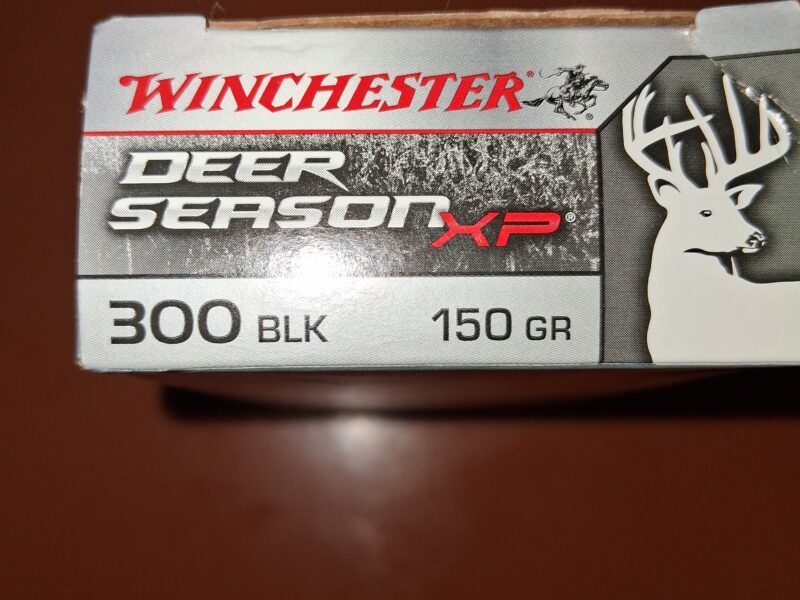 WINCHESTER®
DEER
SEASON XP®
300 BLK 150 GR